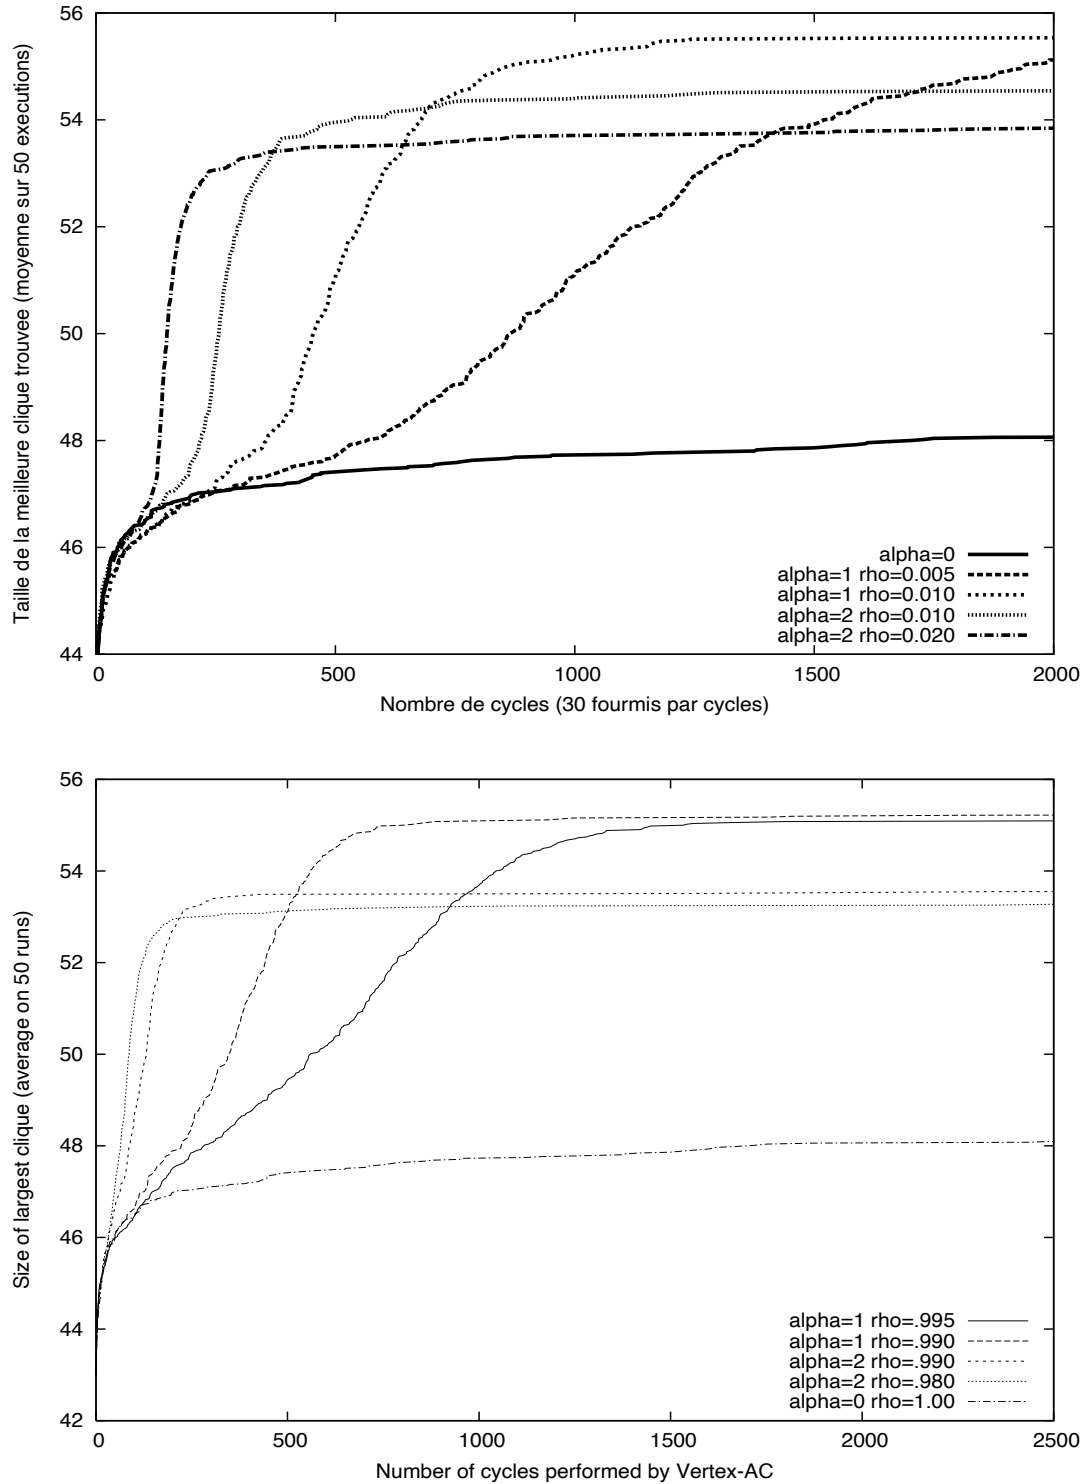 56
54
52
50
48
46
44
Taille de la meilleure clique trouvee (moyenne sur 50 executions)
alpha=0
alpha=1 rho=0.005
alpha=1 rho=0.010
alpha=2 rho=0.010
alpha=2 rho=0.020
0 500 1000 1500 2000
Nombre de cycles (30 fourmis par cycles)
56
54
52
50
48
46
44
42
Size of largest clique (average on 50 runs)
alpha=1 rho=.995
alpha=1 rho=.990
alpha=2 rho=.990
alpha=2 rho=.980
alpha=0 rho=1.00
0 500 1000 1500 2000 2500
Number of cycles performed by Vertex-AC